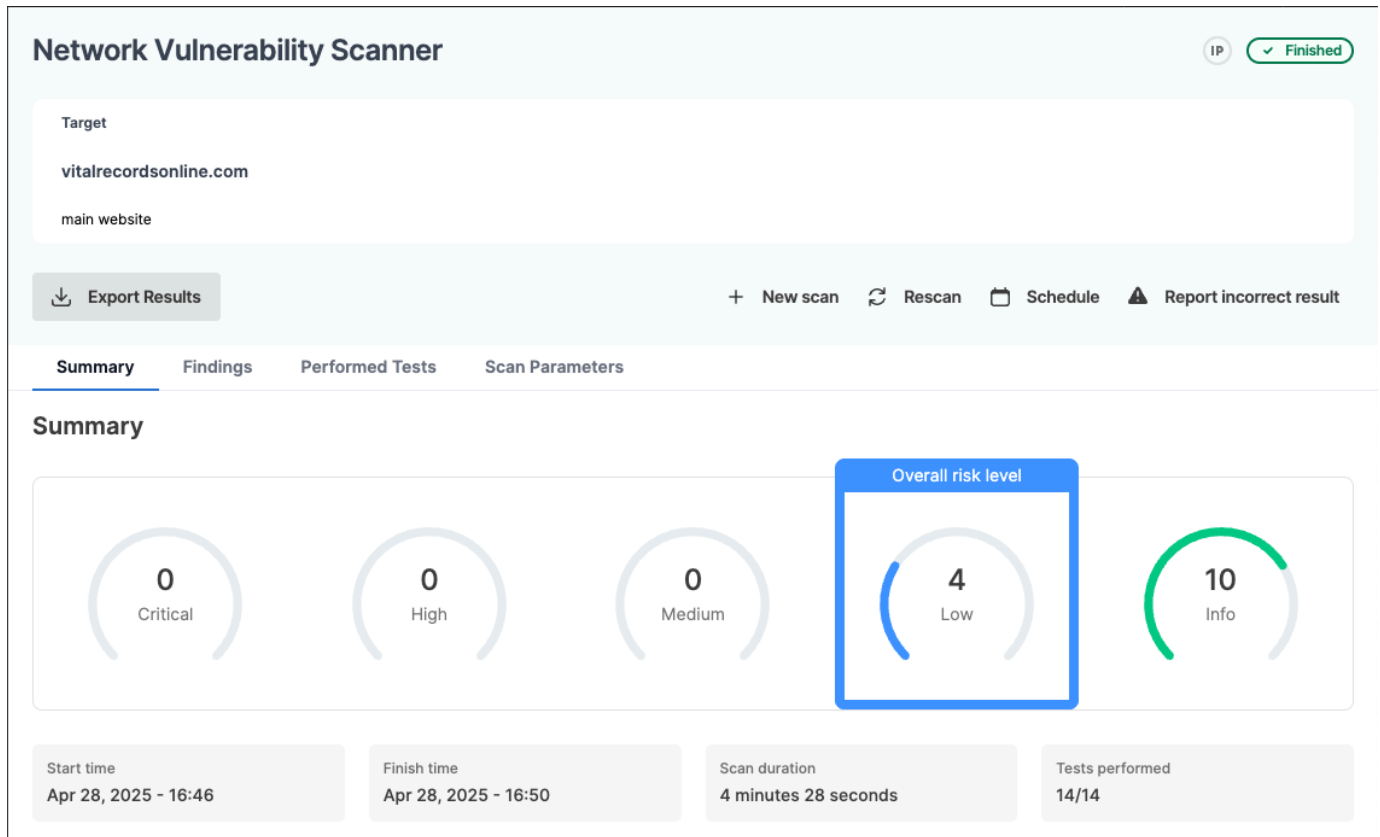 Network Vulnerability Scanner
IP
Finished
Target
vitalrecordsonline.com
main website
Export Results
New scan
Rescan
Schedule
Report incorrect result
Summary
Findings
Performed Tests
Scan Parameters
Summary
Overall risk level
0
Critical
0
High
0
Medium
4
Low
10
Info
Start time
Apr 28, 2025 - 16:46
Finish time
Apr 28, 2025 - 16:50
Scan duration
4 minutes 28 seconds
Tests performed
14/14